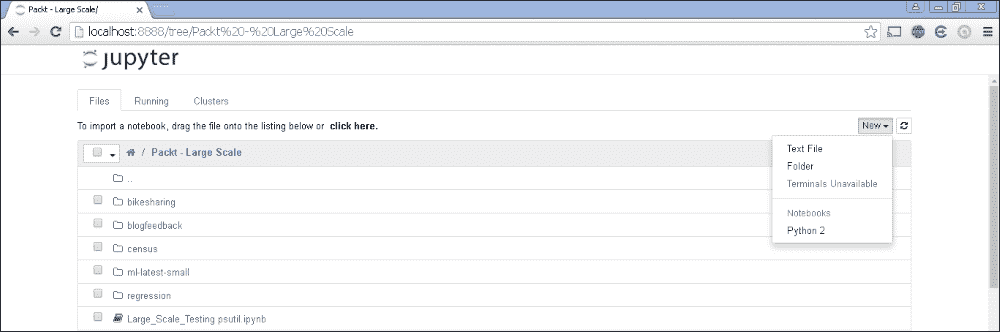 Packt - Large Scale/
localhost:8888/tree/Packt%20-%20Large%20Scale
jupyter
Files Running Clusters
To import a notebook, drag the file onto the listing below or click here.
New
/ Packt - Large Scale
Text File
Folder
Terminals Unavailable
Notebooks
Python 2
..
bikesharing
blogfeedback
census
ml-latest-small
regression
Large_Scale_Testing psutil.ipynb